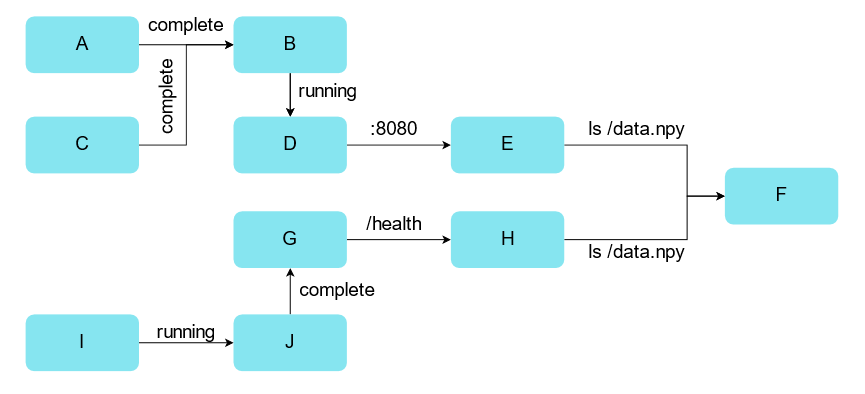 complete
A
B
complete
running
C
D
:8080
E
ls /data.npy
F
G
/health
H
ls /data.npy
complete
I
running
J